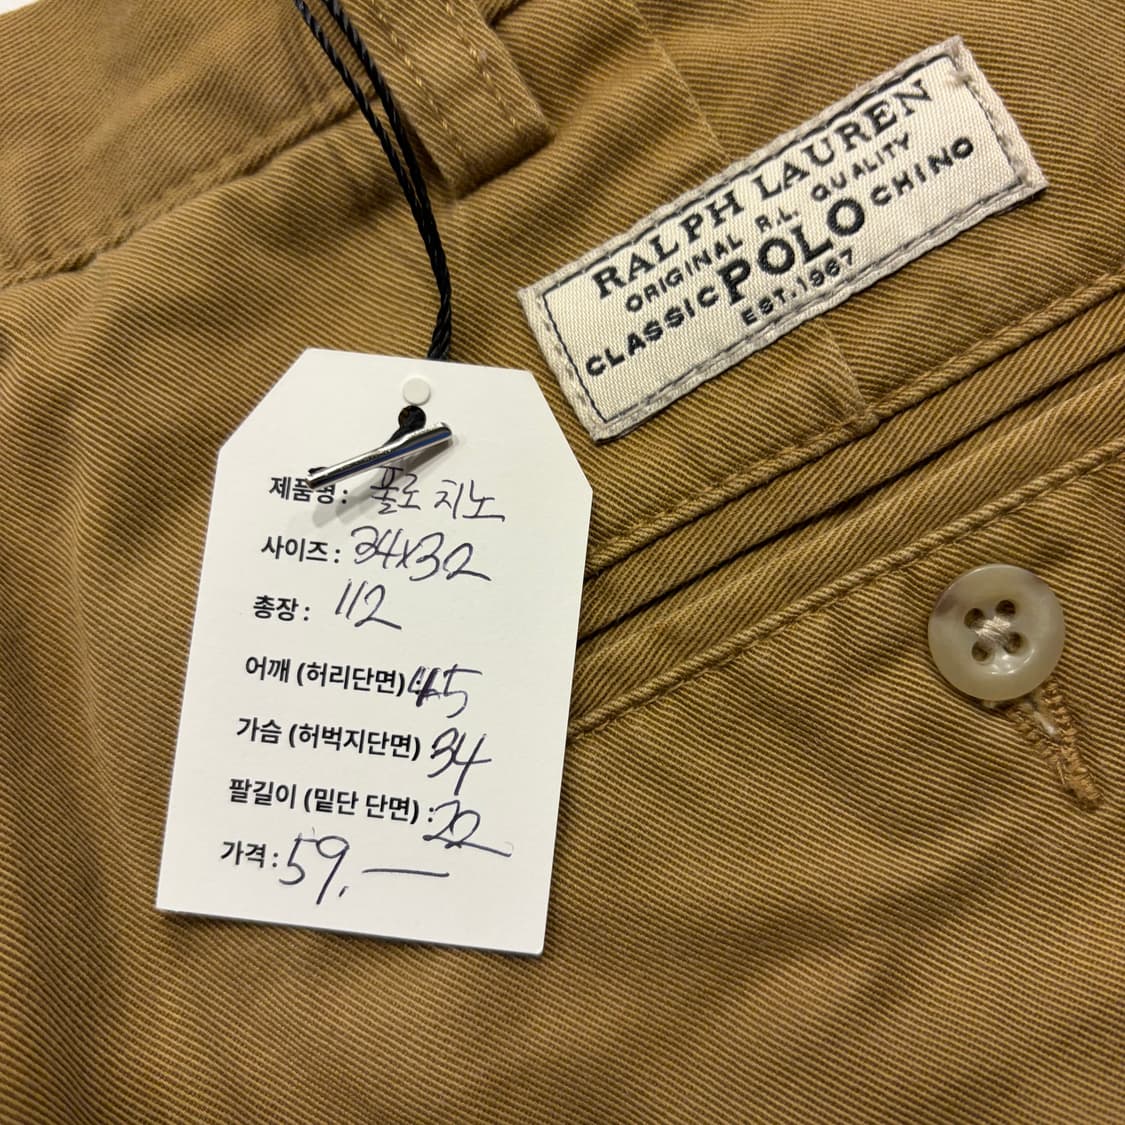 RALPH LAUREN
ORIGINAL R.L. QUALITY
CLASSIC POLO CHINO
EST. 1967
제품명: 폴로 치노
사이즈: 34x32
총장: 112
어깨 (허리단면): 45
가슴 (허벅지단면) 34
팔길이 (밑단 단면) : 22
가격: 59,—